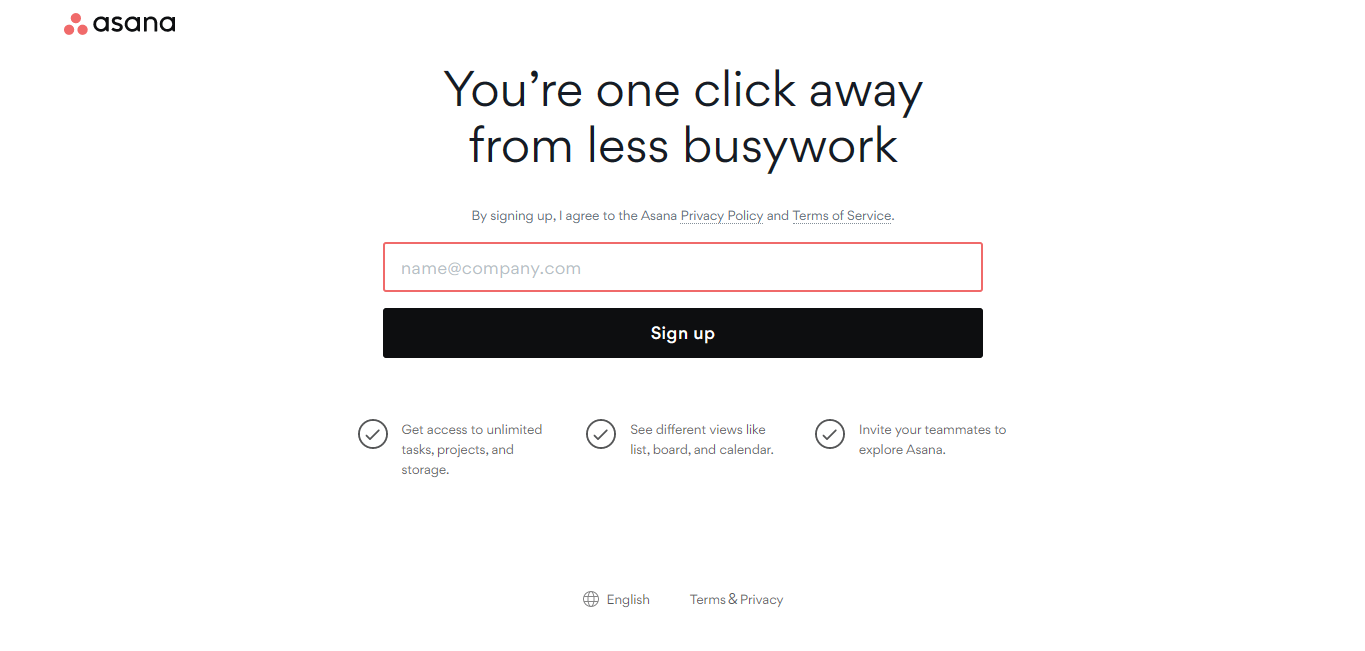 asana
You’re one click away
from less busywork
By signing up, I agree to the Asana Privacy Policy and Terms of Service.
name@company.com
Sign up
Get access to unlimited
tasks, projects, and
storage.
See different views like
list, board, and calendar.
Invite your teammates to
explore Asana.
English
Terms & Privacy